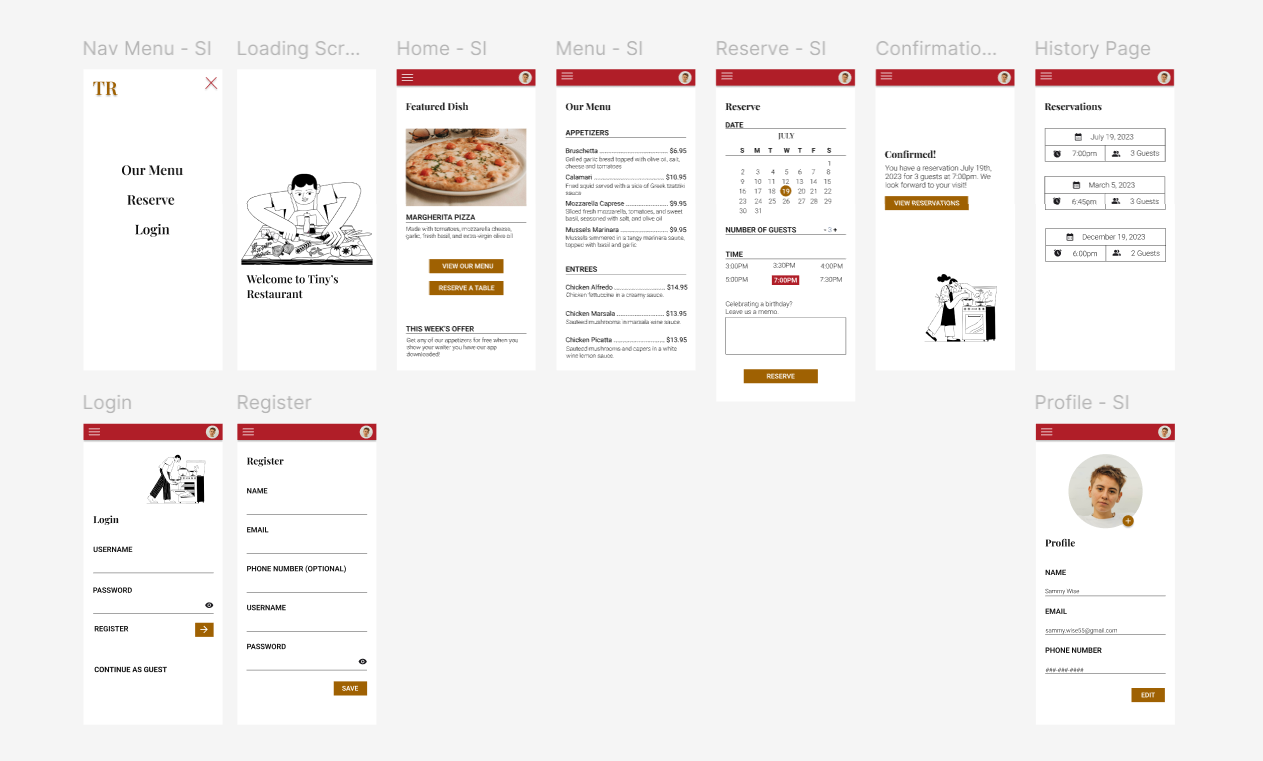 Nav Menu - SI
Loading Scr...
Home - SI
Menu - SI
Reserve - SI
Confirmatio...
History Page
TR
Our Menu
Reserve
Login
Welcome to Tiny's
Restaurant
Featured Dish
MARGHERITA PIZZA
Made with tomatoes, mozzarella cheese,
garlic, fresh basil, and extra-virgin olive oil
VIEW OUR MENU
RESERVE A TABLE
THIS WEEK'S OFFER
Get any of our appetizers for free when you
show your waiter you have our app
downloaded!
Our Menu
APPETIZERS
Bruschetta ........................ $6.95
Grilled garlic bread topped with olive oil, salt,
cheese and tomatoes
Calamari ........................ $10.95
Fried squid served with a side of Greek tzatziki
sauce
Mozzarella Caprese ............ $9.95
Sliced fresh mozzarella, tomatoes, and sweet
basil, seasoned with salt, and olive oil
Mussels Marinara ............... $9.95
Mussels simmered in a tangy marinara sauce,
topped with basil and garlic
ENTREES
Chicken Alfredo .................. $14.95
Chicken fettuccine in a creamy sauce.
Chicken Marsala .................. $13.95
Sauteed mushrooms in marsala wine sauce.
Chicken Picatta .................. $13.95
Sauteed mushrooms and capers in a white
wine lemon sauce.
Reserve
DATE
JULY
S M T W T F S
1
2 3 4 5 6 7 8
9 10 11 12 13 14 15
16 17 18 19 20 21 22
23 24 25 26 27 28 29
30 31
NUMBER OF GUESTS - 3 +
TIME
3:00PM 3:30PM 4:00PM
5:00PM 7:00PM 7:30PM
Celebrating a birthday?
Leave us a memo.
RESERVE
Confirmed!
You have a reservation July 19th,
2023 for 3 guests at 7:00pm. We
look forward to your visit!
VIEW RESERVATIONS
Reservations
July 19, 2023
7:00pm 3 Guests
March 5, 2023
6:45pm 3 Guests
December 19, 2023
6:00pm 2 Guests
Login
Register
Profile - SI
Login
USERNAME
PASSWORD
REGISTER
CONTINUE AS GUEST
Register
NAME
EMAIL
PHONE NUMBER (OPTIONAL)
USERNAME
PASSWORD
SAVE
Profile
NAME
Sammy Wise
EMAIL
sammy.wise55@gmail.com
PHONE NUMBER
###-###-####
EDIT